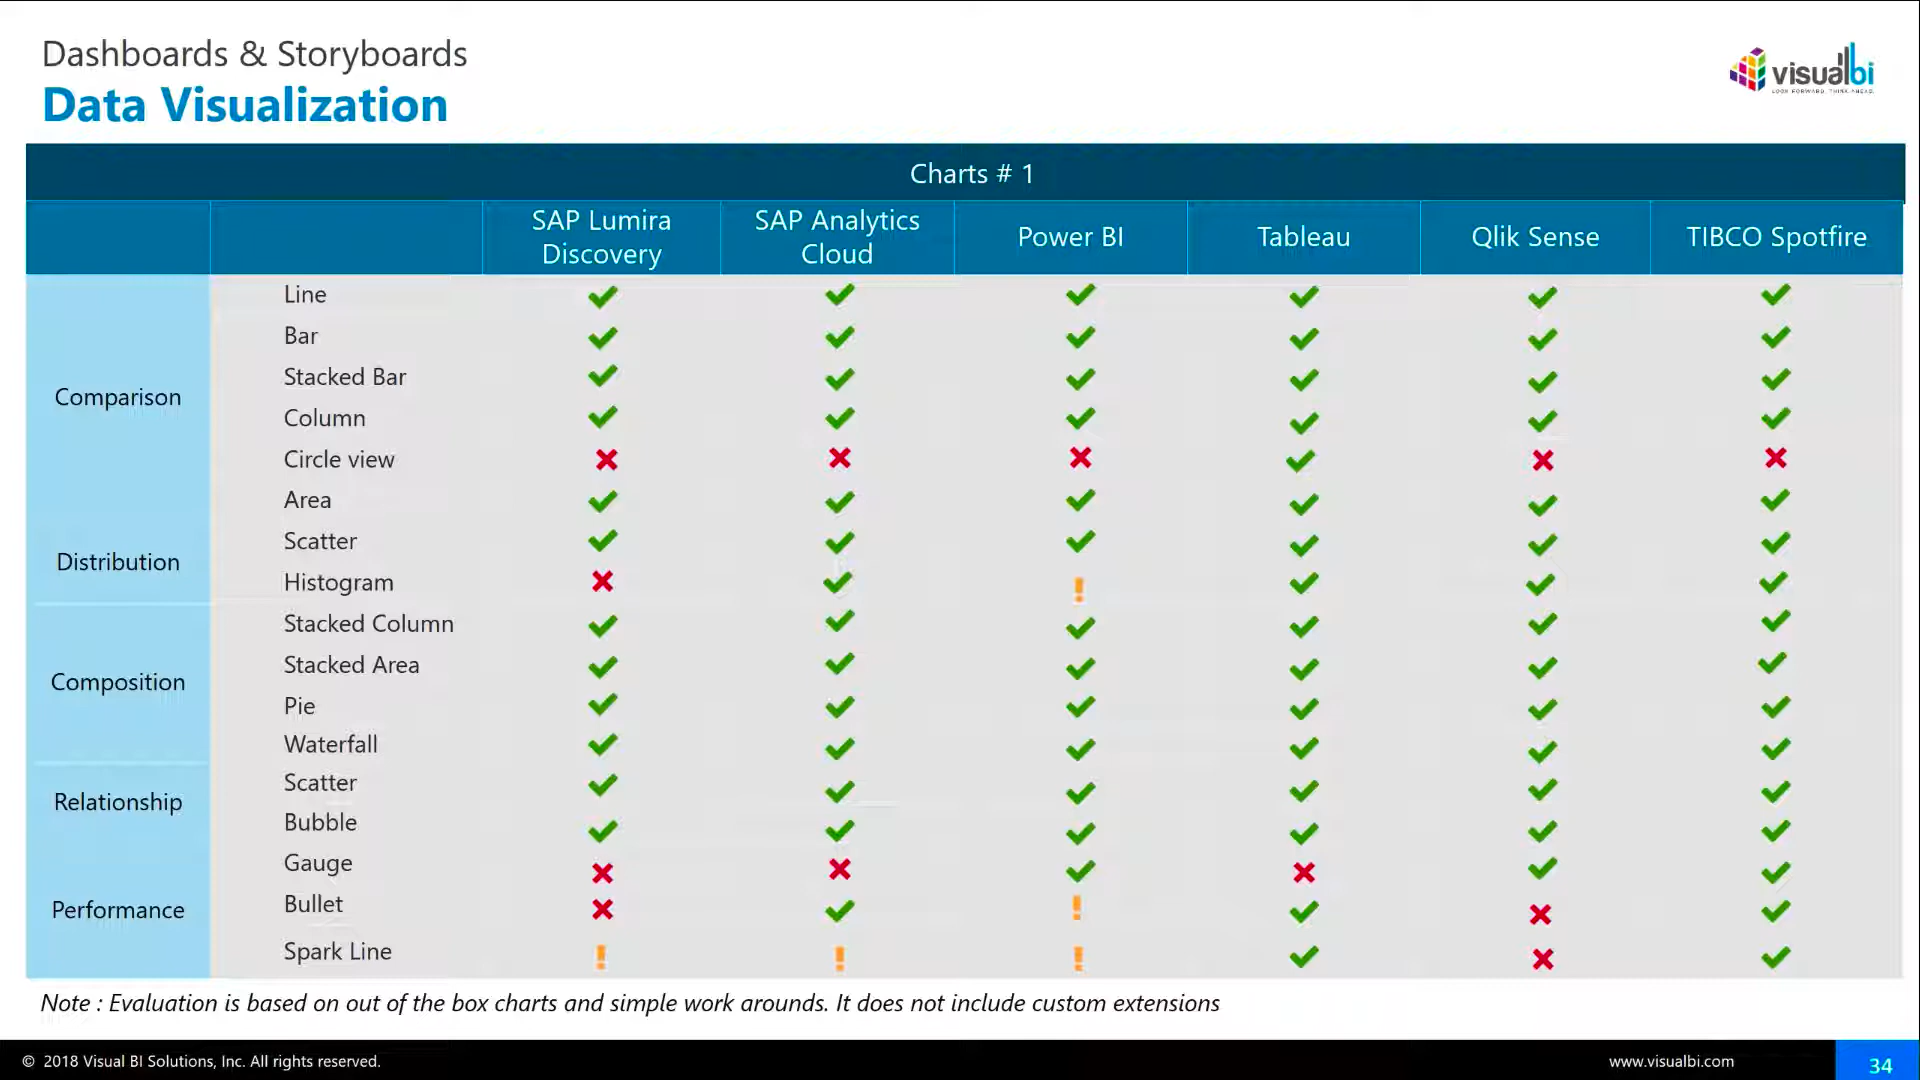 Dashboards & Storyboards
Data Visualization
visualbi
LOOK FORWARD. THINK AHEAD.
Charts # 1
SAP Lumira Discovery
SAP Analytics Cloud
Power BI
Tableau
Qlik Sense
TIBCO Spotfire
Comparison
Line
Bar
Stacked Bar
Column
Circle view
Area
Distribution
Scatter
Histogram
Composition
Stacked Column
Stacked Area
Pie
Waterfall
Relationship
Scatter
Bubble
Performance
Gauge
Bullet
Spark Line
Note : Evaluation is based on out of the box charts and simple work arounds. It does not include custom extensions
© 2018 Visual BI Solutions, Inc. All rights reserved.
www.visualbi.com
34